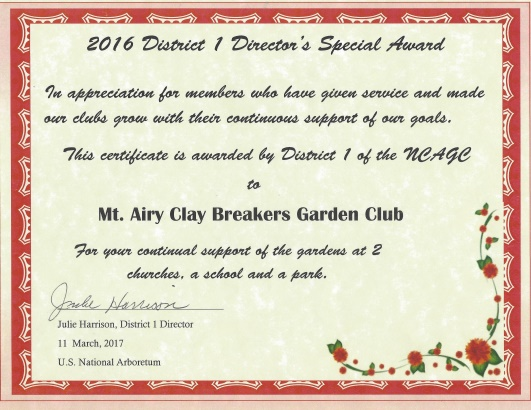 2016 District 1 Director's Special Award
In appreciation for members who have given service and made
our clubs grow with their continuous support of our goals.
This certificate is awarded by District 1 of the NCAGC
to
Mt. Airy Clay Breakers Garden Club
For your continual support of the gardens at 2
churches, a school and a park.
Julie Harrison
Julie Harrison, District 1 Director
11 March, 2017
U.S. National Arboretum